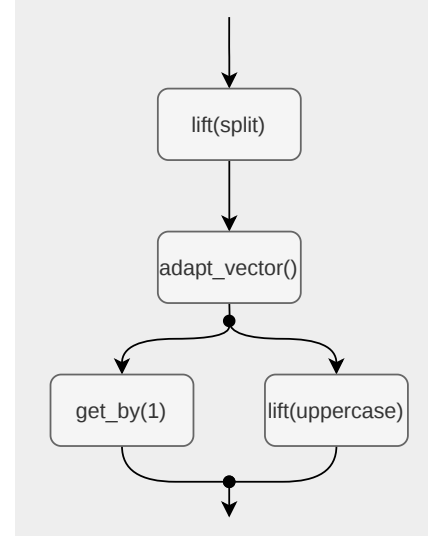 lift(split)
adapt_vector()
get_by(1)
lift(uppercase)